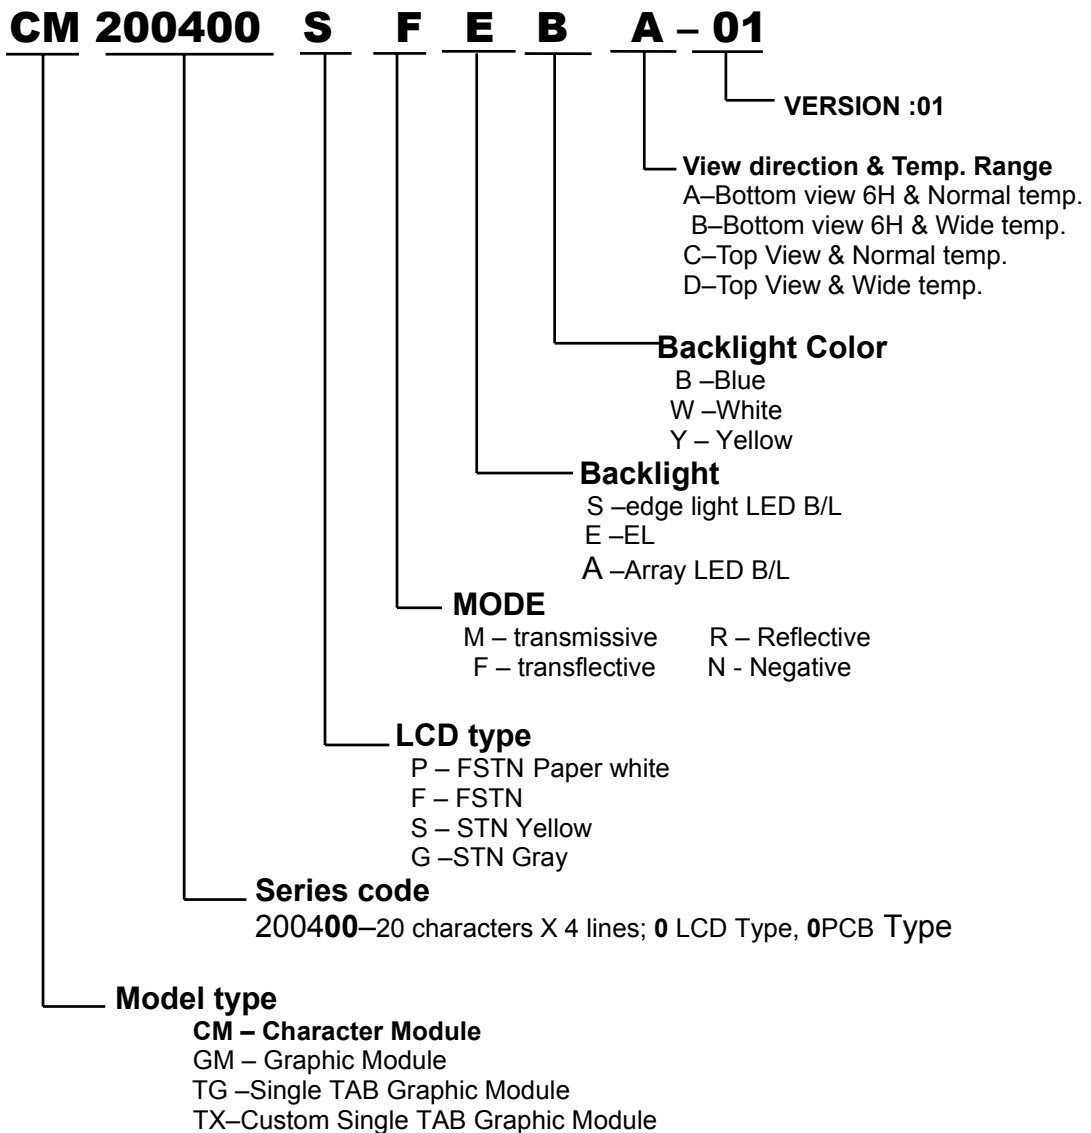 CM 200400 S F E B A – 01
VERSION :01
View direction & Temp. Range
A–Bottom view 6H & Normal temp.
B–Bottom view 6H & Wide temp.
C–Top View & Normal temp.
D–Top View & Wide temp.
Backlight Color
B –Blue
W –White
Y – Yellow
Backlight
S –edge light LED B/L
E –EL
A –Array LED B/L
MODE
M – transmissive R – Reflective
F – transflective N - Negative
LCD type
P – FSTN Paper white
F – FSTN
S – STN Yellow
G –STN Gray
Series code
200400–20 characters X 4 lines; 0 LCD Type, 0PCB Type
Model type
CM – Character Module
GM – Graphic Module
TG –Single TAB Graphic Module
TX–Custom Single TAB Graphic Module